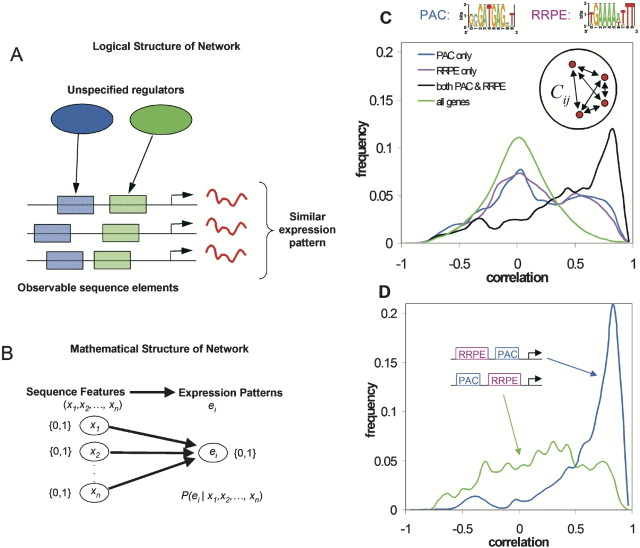 A
Logical Structure of Network
Unspecified regulators
Similar
expression
pattern
Observable sequence elements
B
Mathematical Structure of Network
Sequence Features
Expression Patterns
(x1,x2,..., xn)
ei
{0,1} x1
{0,1} x2
ei {0,1}
{0,1} xn
P(ei | x1,x2,..., xn)
PAC:
RRPE:
C
0.2
0.15
0.1
0.05
0
frequency
PAC only
RRPE only
both PAC & RRPE
all genes
Cij
-1 -0.5 0 0.5 1
correlation
D
0.2
0.15
0.1
0.05
0
frequency
RRPE PAC
PAC RRPE
-1 -0.5 0 0.5 1
correlation